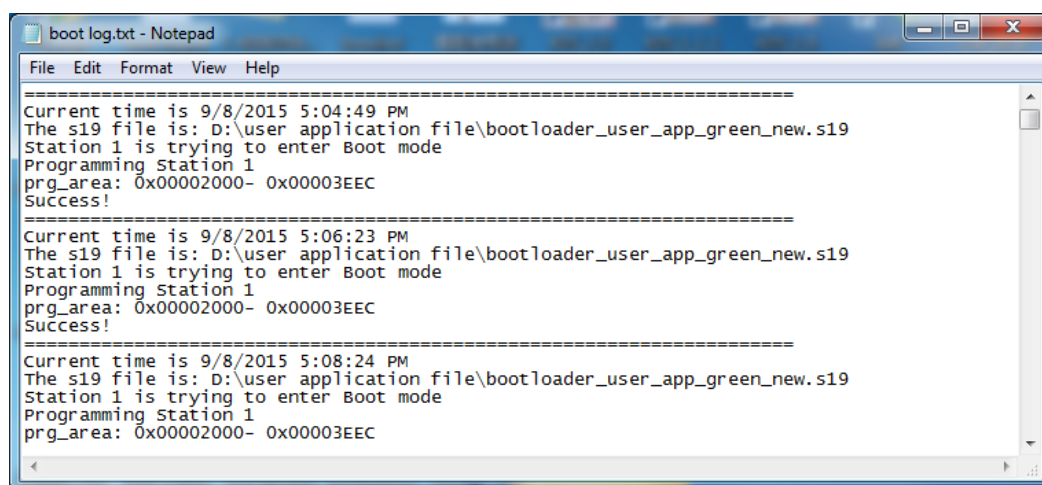 boot log.txt - Notepad
File Edit Format View Help
======================================================================
Current time is 9/8/2015 5:04:49 PM
The s19 file is: D:\user application file\bootloader_user_app_green_new.s19
Station 1 is trying to enter Boot mode
Programming Station 1
prg_area: 0x00002000- 0x00003EEC
Success!
======================================================================
Current time is 9/8/2015 5:06:23 PM
The s19 file is: D:\user application file\bootloader_user_app_green_new.s19
Station 1 is trying to enter Boot mode
Programming Station 1
prg_area: 0x00002000- 0x00003EEC
Success!
======================================================================
Current time is 9/8/2015 5:08:24 PM
The s19 file is: D:\user application file\bootloader_user_app_green_new.s19
Station 1 is trying to enter Boot mode
Programming Station 1
prg_area: 0x00002000- 0x00003EEC